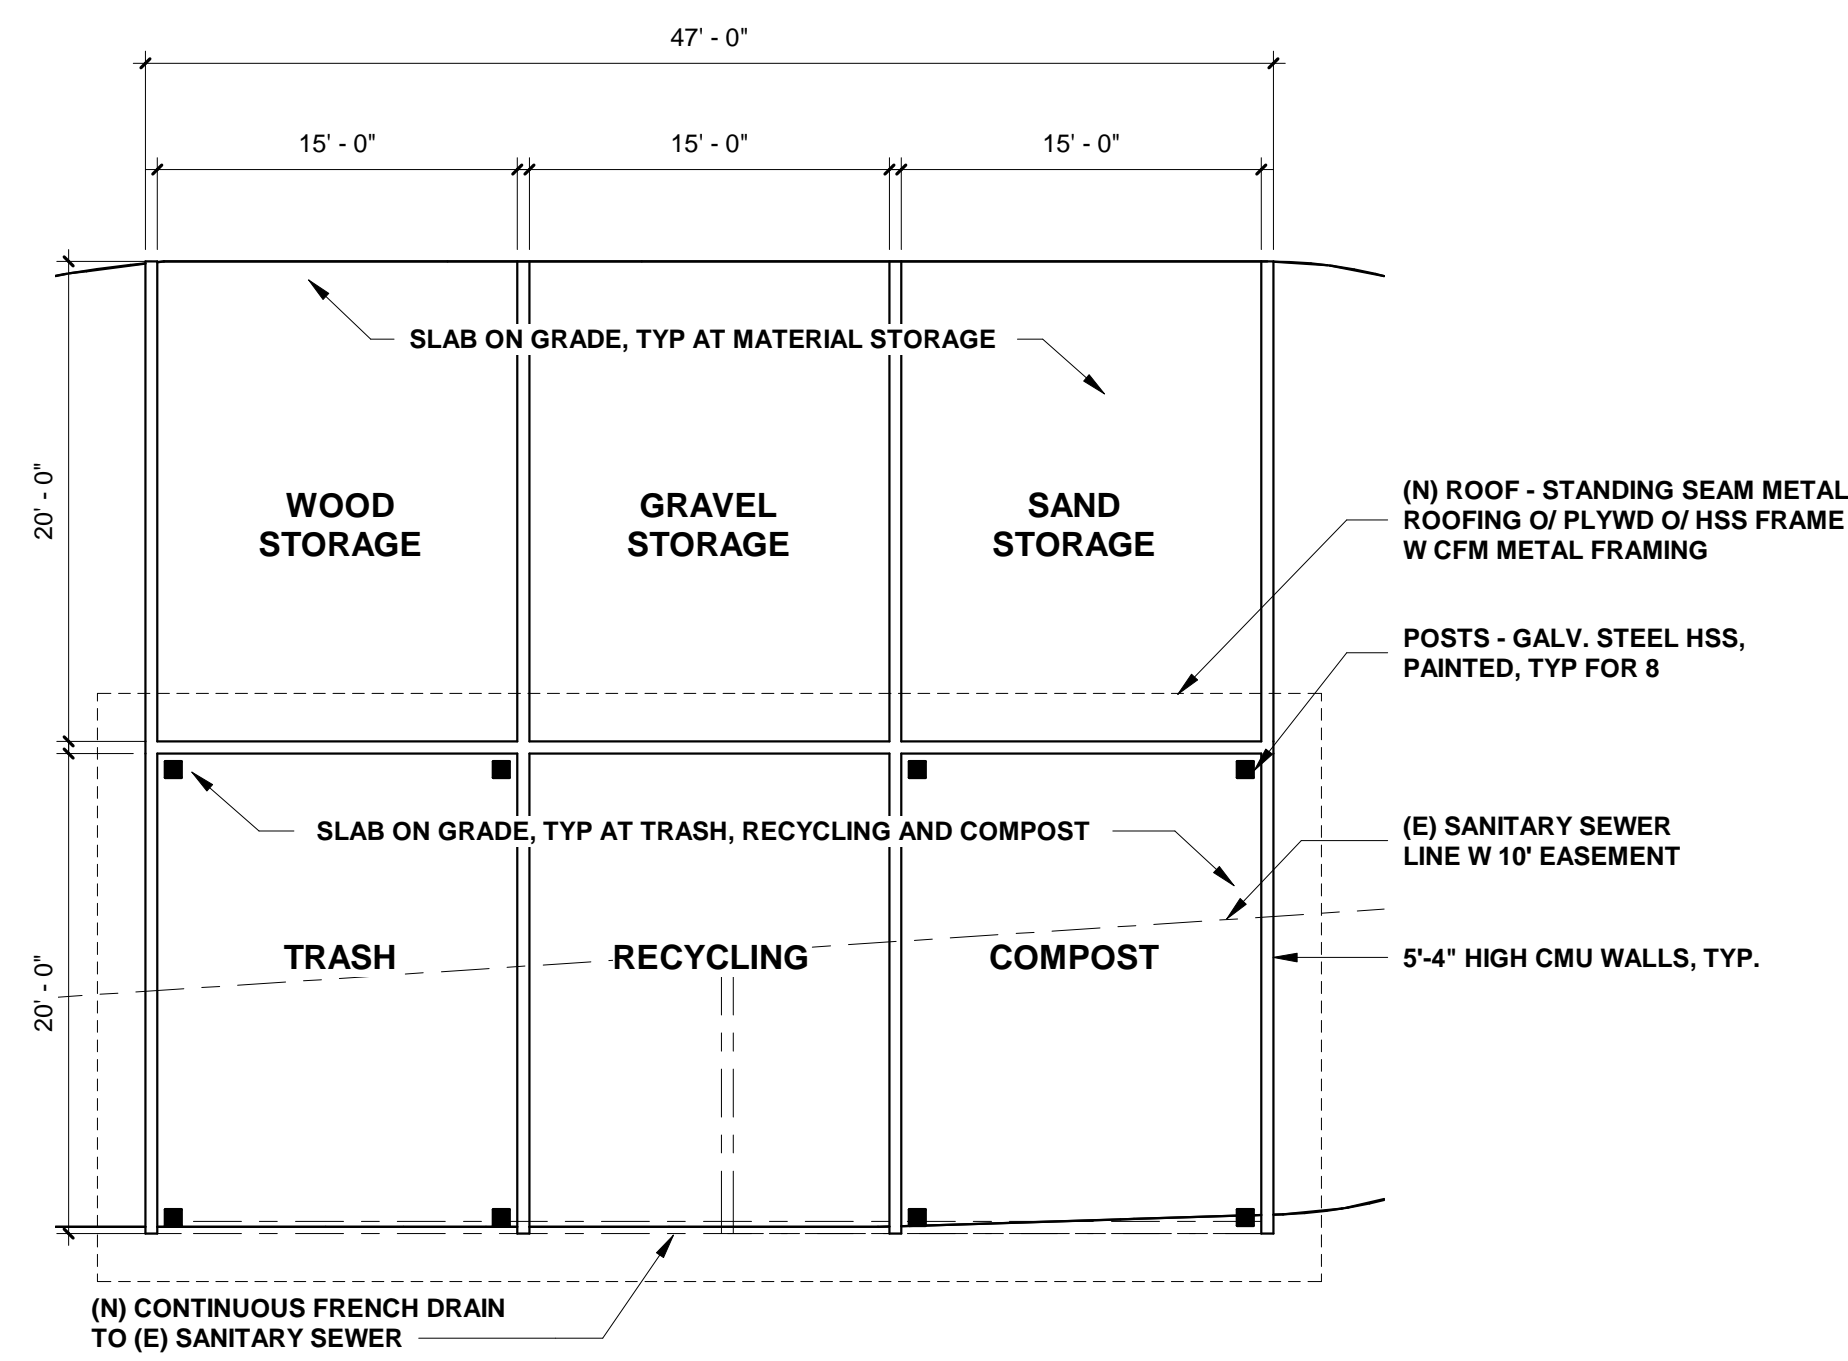 47' - 0"
15' - 0"
15' - 0"
15' - 0"
SLAB ON GRADE, TYP AT MATERIAL STORAGE
20' - 0"
WOOD
STORAGE
GRAVEL
STORAGE
SAND
STORAGE
(N) ROOF - STANDING SEAM METAL
ROOFING O/ PLYWD O/ HSS FRAME
W CFM METAL FRAMING
POSTS - GALV. STEEL HSS,
PAINTED, TYP FOR 8
SLAB ON GRADE, TYP AT TRASH, RECYCLING AND COMPOST
(E) SANITARY SEWER
LINE W 10' EASEMENT
20' - 0"
TRASH
RECYCLING
COMPOST
5'-4" HIGH CMU WALLS, TYP.
(N) CONTINUOUS FRENCH DRAIN
TO (E) SANITARY SEWER